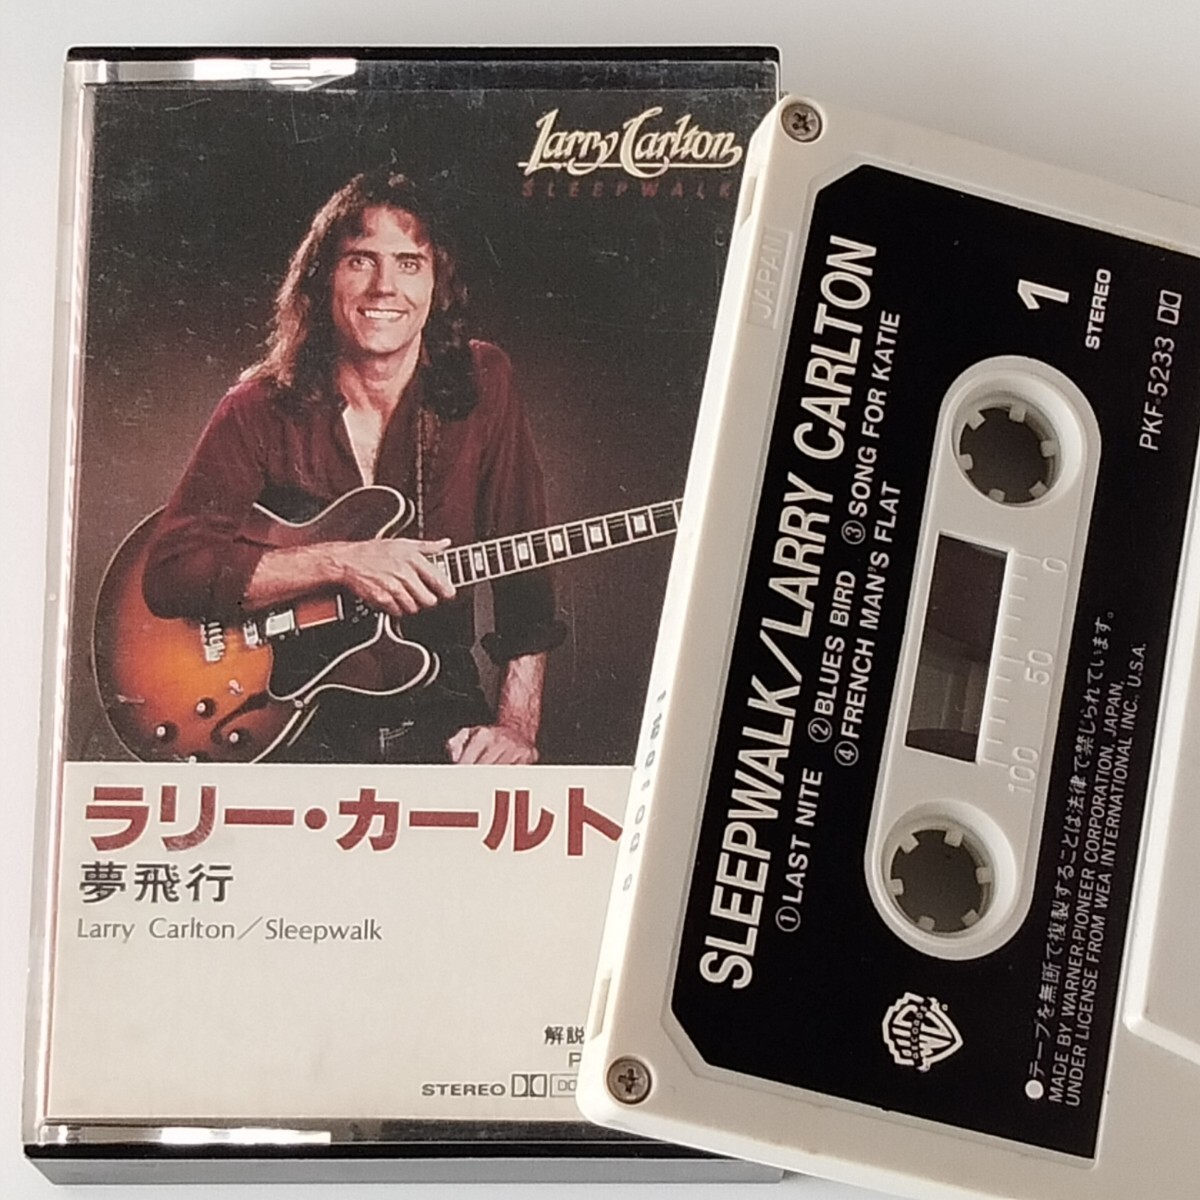 Larry Carlton
SLEEPWALK
ラリー・カールト
夢飛行
Larry Carlton／Sleepwalk
解説
P
STEREO
JAPAN
SLEEPWALK/LARRY CARLTON
①LAST NITE ②BLUES BIRD ③SONG FOR KATIE
④FRENCH MAN'S FLAT
1
STEREO
PKF-5233
100 50 0
RECORDS
●テープを無断で複製することは法律で禁じられています。
MADE BY WARNER-PIONEER CORPORATION, JAPAN,
UNDER LICENSE FROM WEA INTERNATIONAL INC. U.S.A.